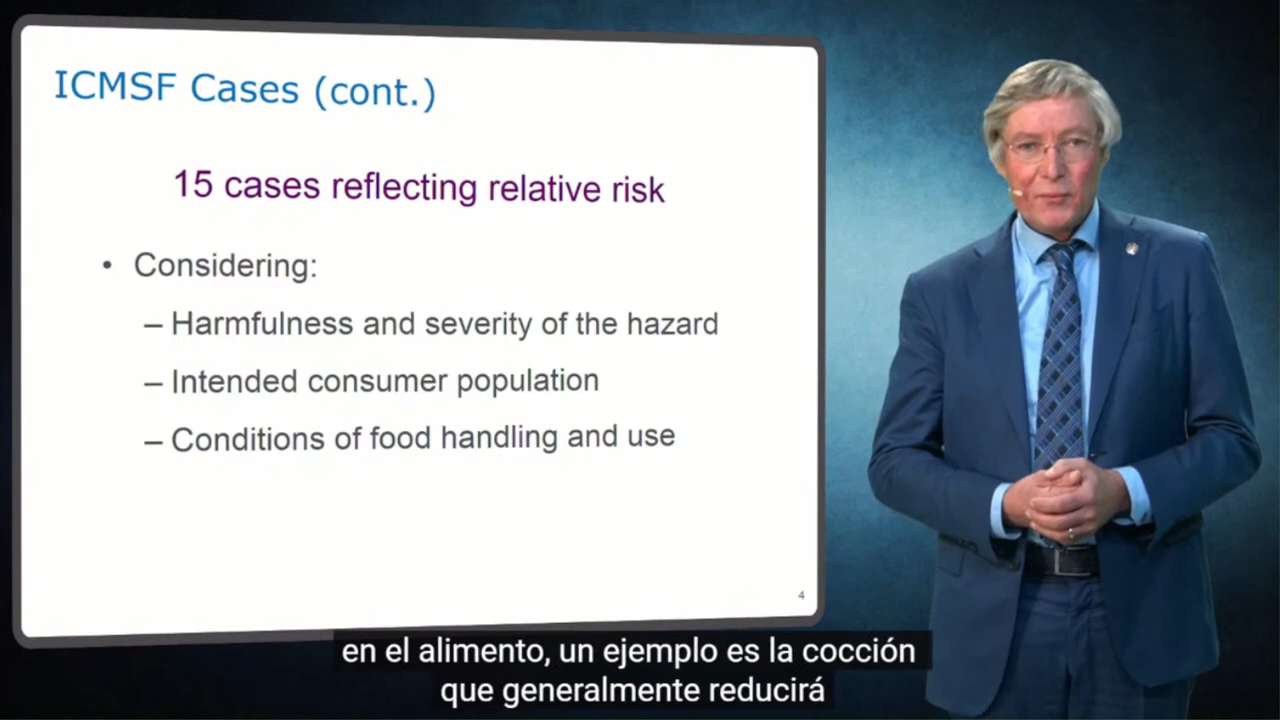 ICMSF Cases (cont.)
15 cases reflecting relative risk
• Considering:
– Harmfulness and severity of the hazard
– Intended consumer population
– Conditions of food handling and use
4
en el alimento, un ejemplo es la cocción
que generalmente reducirá